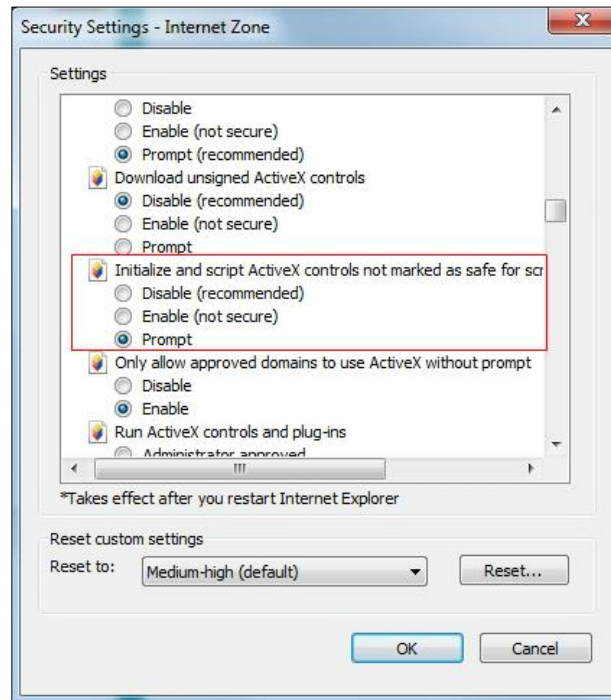 Security Settings - Internet Zone
Settings
Disable
Enable (not secure)
Prompt (recommended)
Download unsigned ActiveX controls
Disable (recommended)
Enable (not secure)
Prompt
Initialize and script ActiveX controls not marked as safe for scr
Disable (recommended)
Enable (not secure)
Prompt
Only allow approved domains to use ActiveX without prompt
Disable
Enable
Run ActiveX controls and plug-ins
Administrator approved
*Takes effect after you restart Internet Explorer
Reset custom settings
Reset to: Medium-high (default) Reset...
OK Cancel